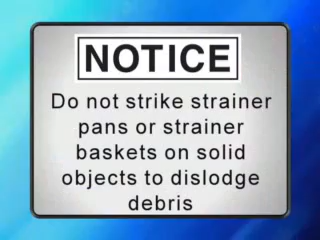 NOTICE
Do not strike strainer
pans or strainer
baskets on solid
objects to dislodge
debris